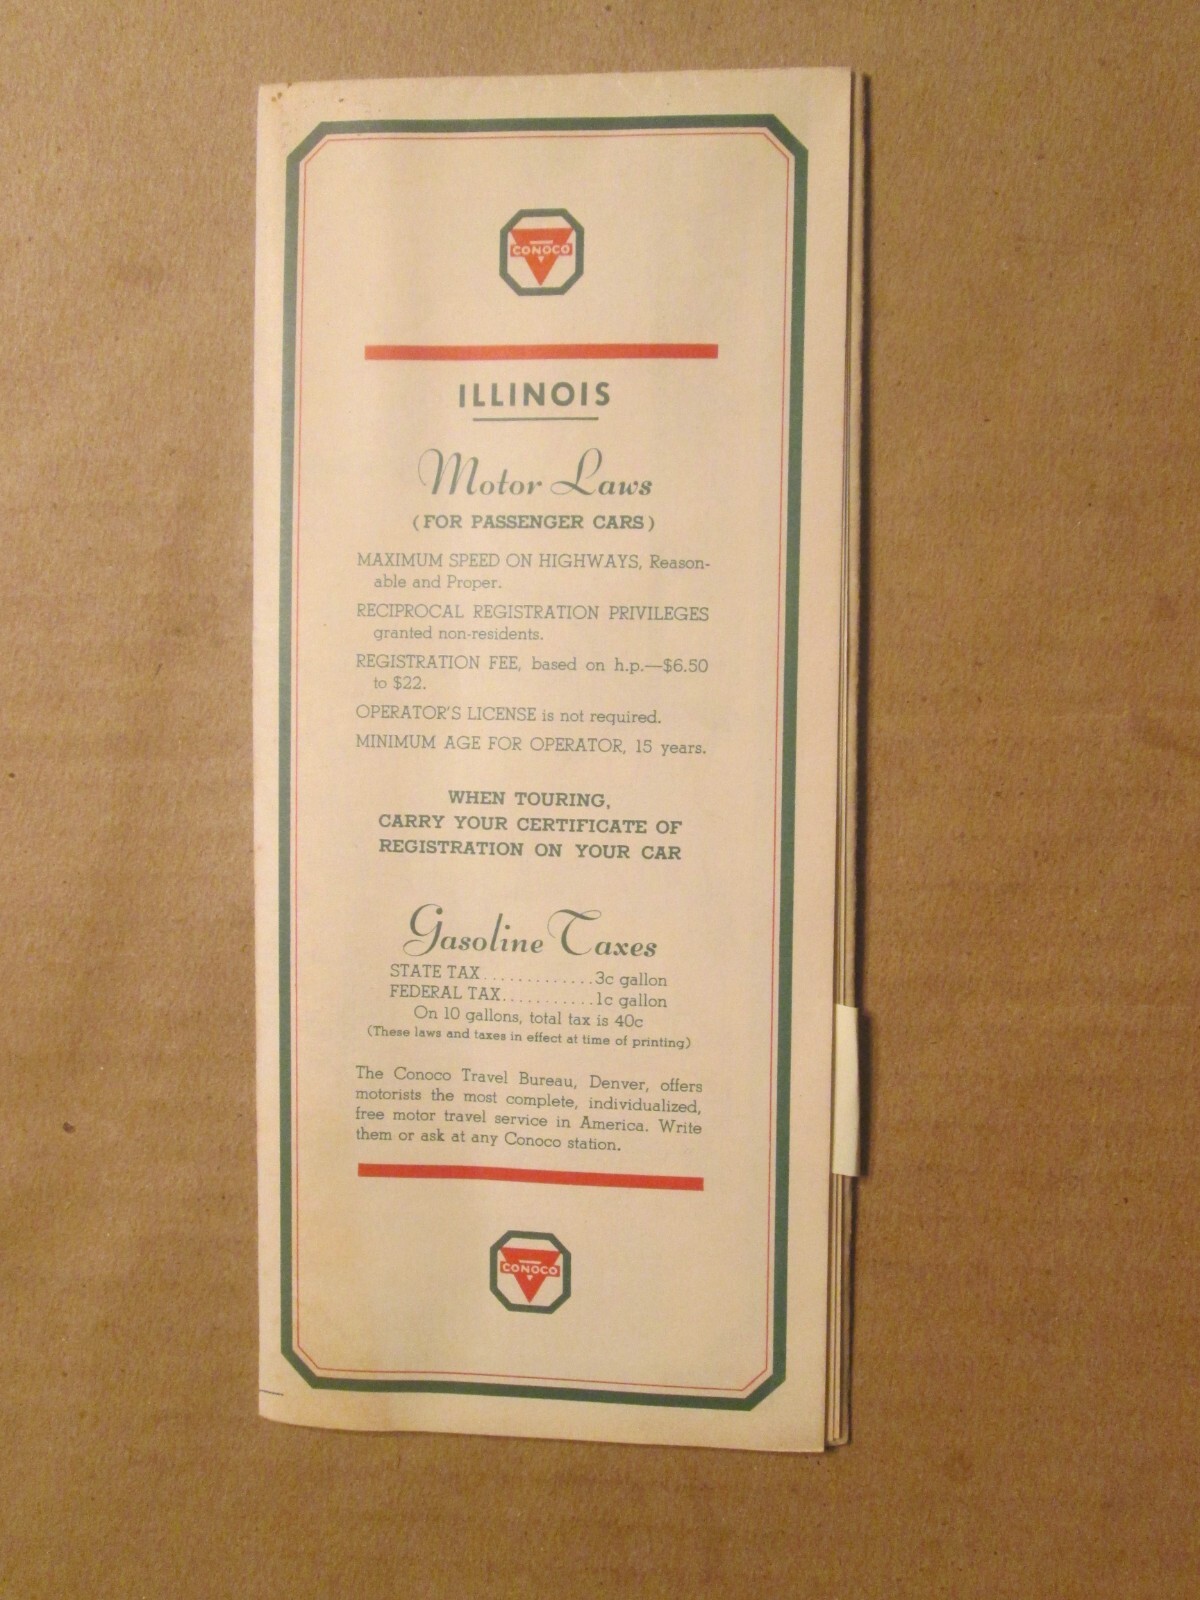 CONOCO
ILLINOIS
Motor Laws
(FOR PASSENGER CARS)
MAXIMUM SPEED ON HIGHWAYS, Reason-
able and Proper.
RECIPROCAL REGISTRATION PRIVILEGES
granted non-residents.
REGISTRATION FEE, based on h.p.—$6.50
to $22.
OPERATOR'S LICENSE is not required.
MINIMUM AGE FOR OPERATOR, 15 years.
WHEN TOURING,
CARRY YOUR CERTIFICATE OF
REGISTRATION ON YOUR CAR
Gasoline Taxes
STATE TAX.............3c gallon
FEDERAL TAX...........1c gallon
On 10 gallons, total tax is 40c
(These laws and taxes in effect at time of printing)
The Conoco Travel Bureau, Denver, offers
motorists the most complete, individualized,
free motor travel service in America. Write
them or ask at any Conoco station.
CONOCO